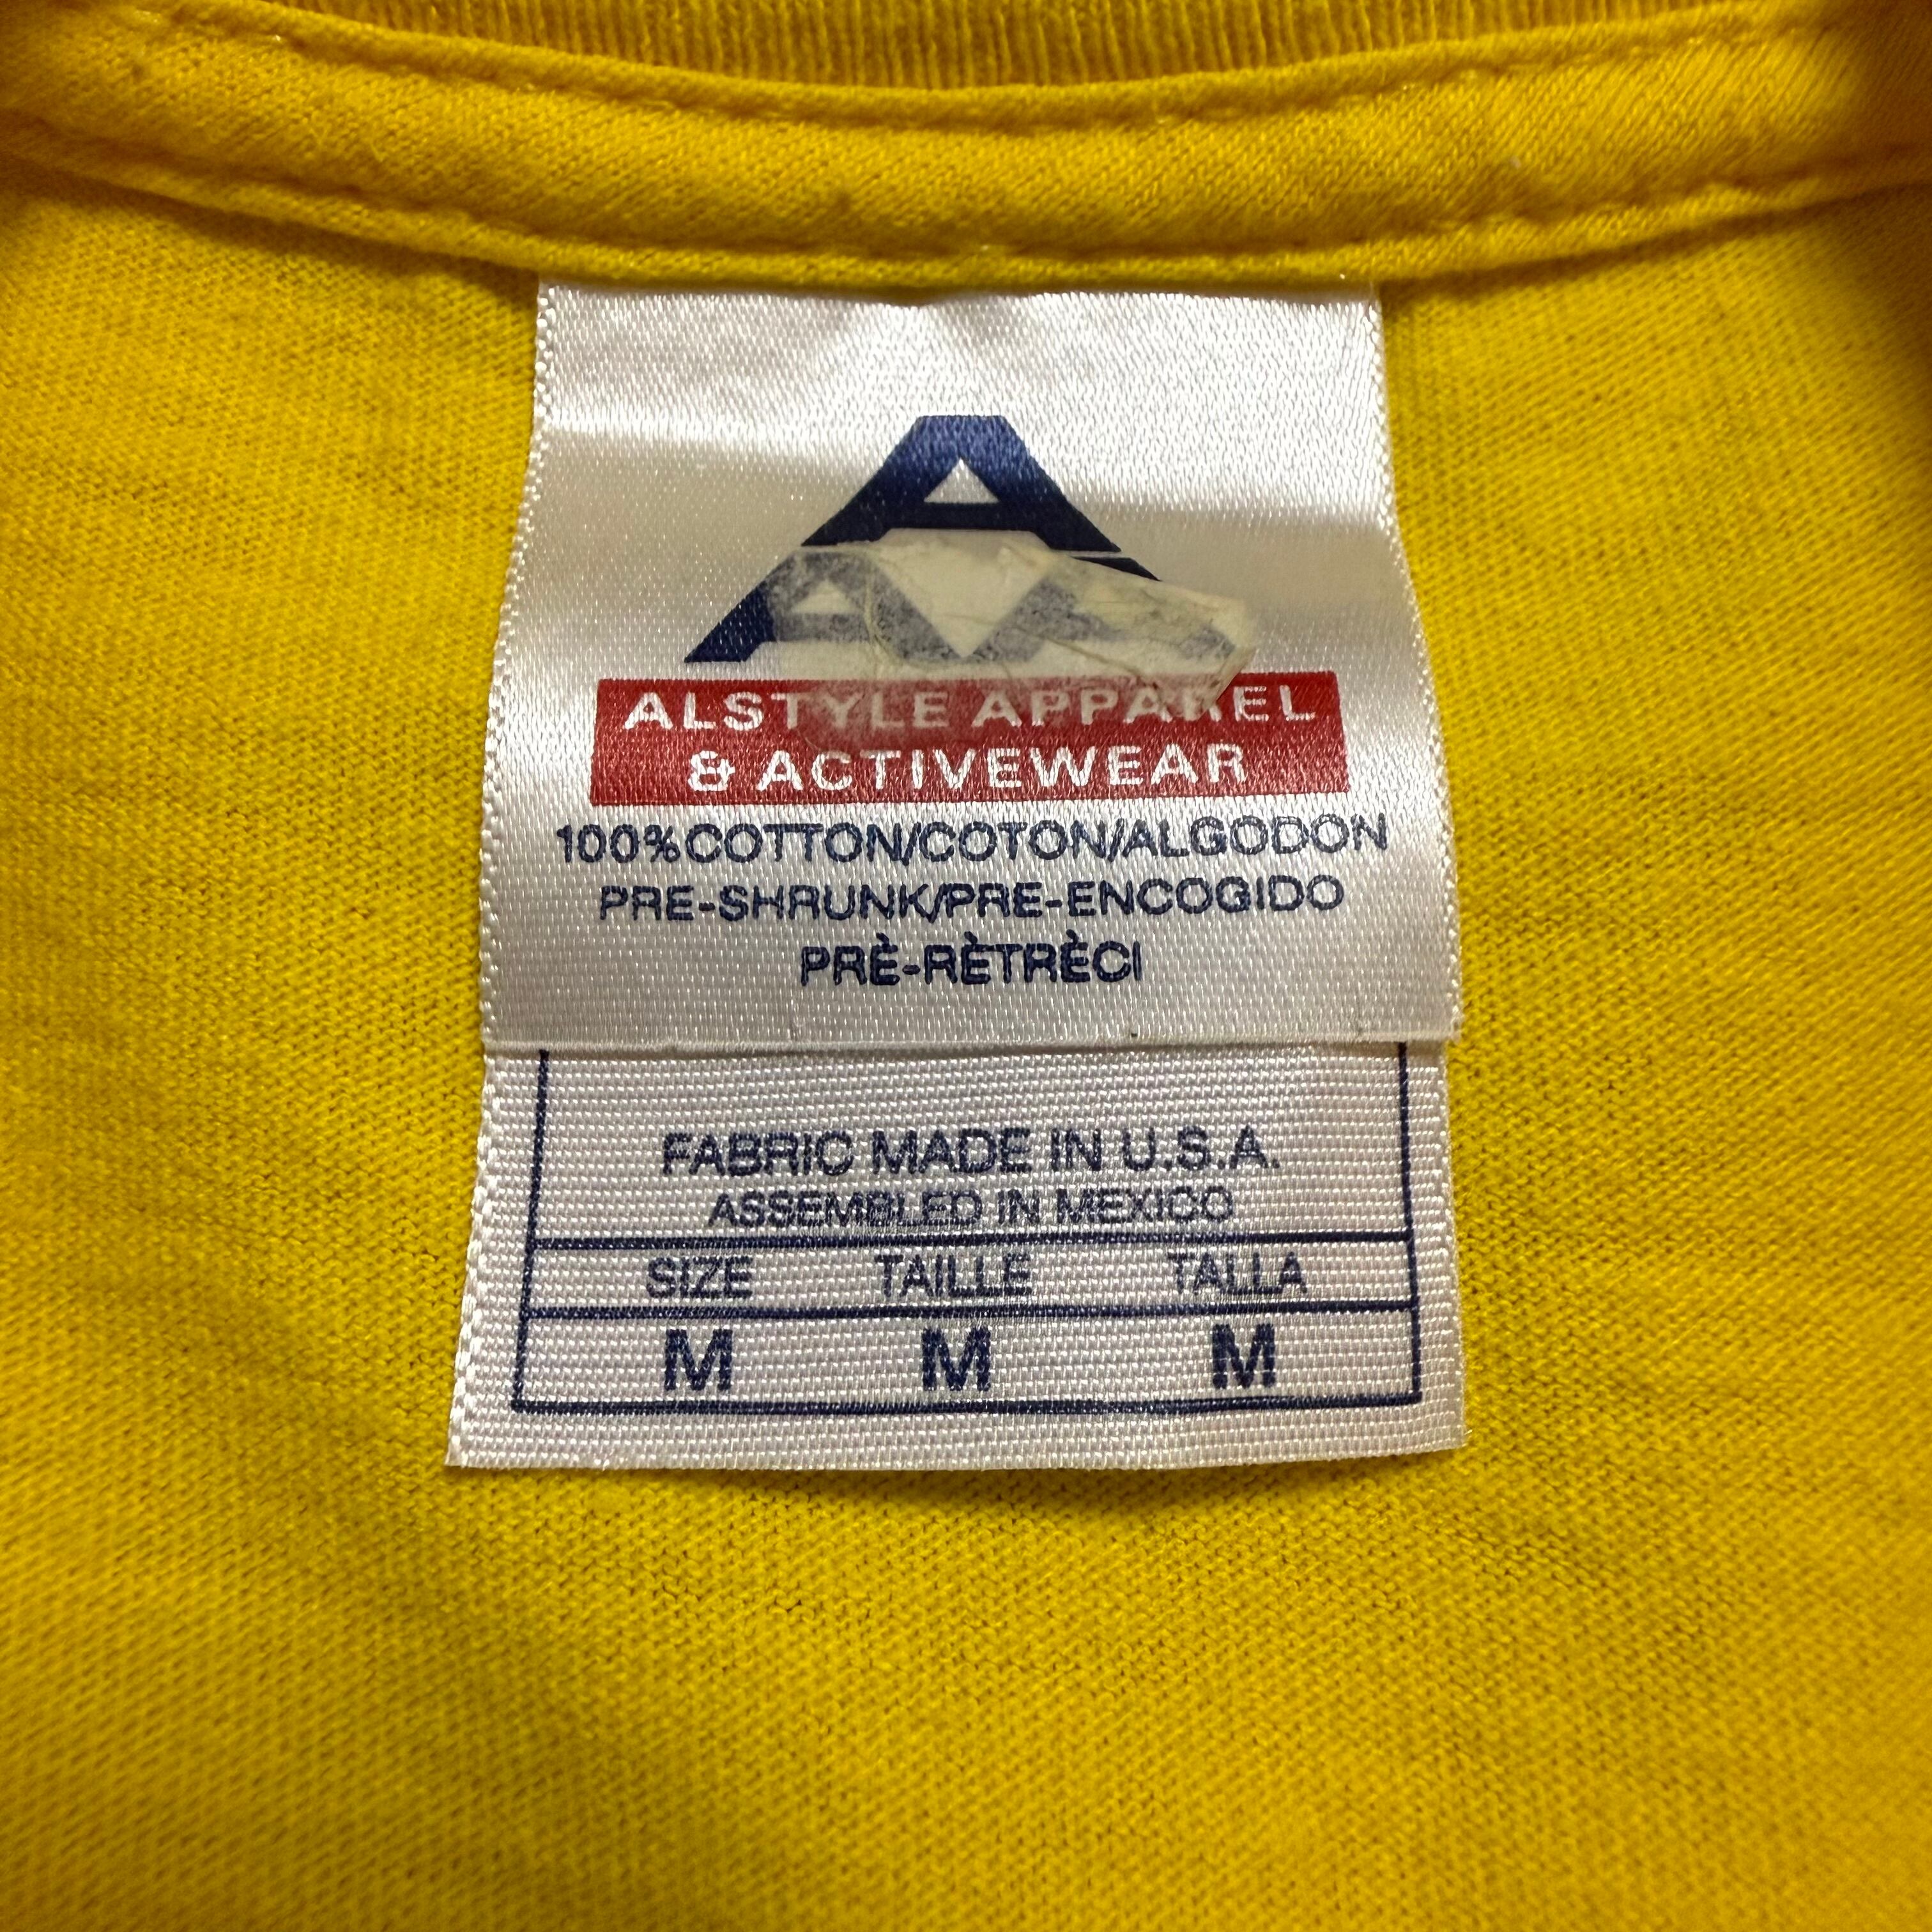 AAA
ALSTYLE APPAREL
& ACTIVEWEAR
100% COTTON/COTON/ALGODON
PRE-SHRUNK/PRE-ENCOGIDO
PRÈ-RÈTRÈCI
FABRIC MADE IN U.S.A.
ASSEMBLED IN MEXICO
SIZE TAILLE TALLA
M M M